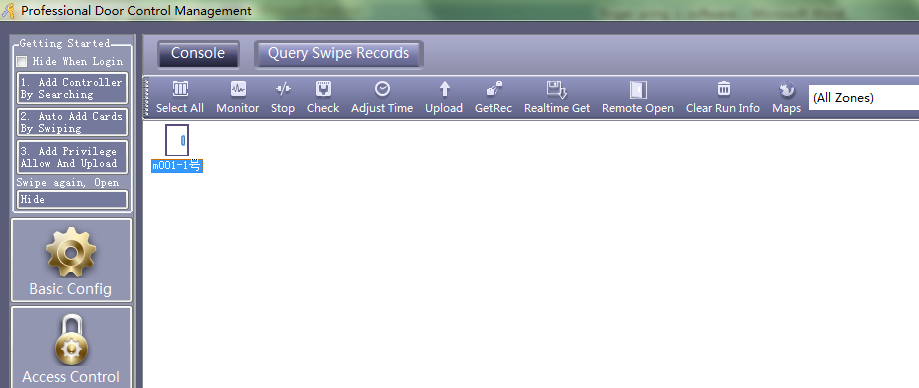 Professional Door Control Management
Getting Started
Hide When Login
1. Add Controller
By Searching
2. Auto Add Cards
By Swiping
3. Add Privilege
Allow And Upload
Swipe again, Open
Hide
Basic Config
Access Control
Console
Query Swipe Records
Select All
Monitor
Stop
Check
Adjust Time
Upload
GetRec
Realtime Get
Remote Open
Clear Run Info
Maps
(All Zones)
m001-1号